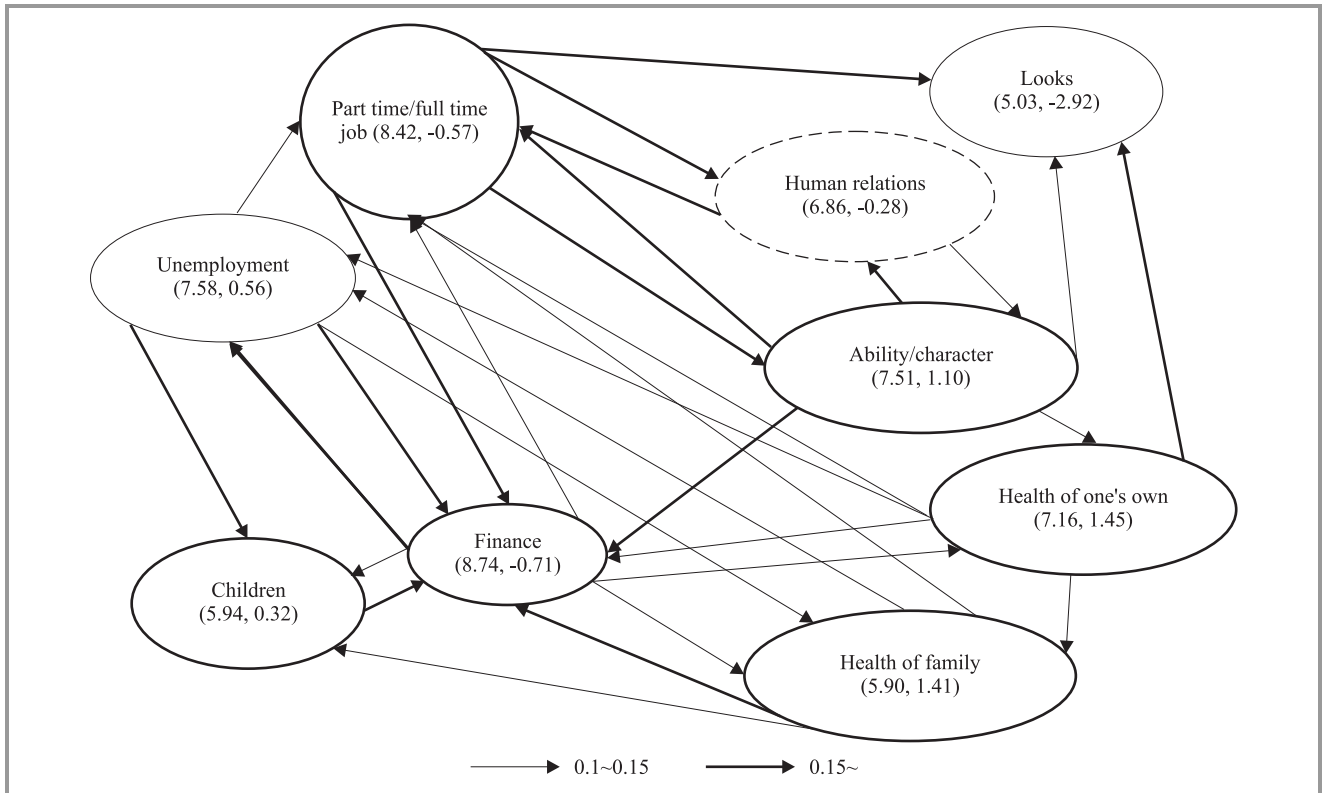 Part time/full time
job (8.42, -0.57)
Looks
(5.03, -2.92)
Human relations
(6.86, -0.28)
Unemployment
(7.58, 0.56)
Ability/character
(7.51, 1.10)
Health of one's own
(7.16, 1.45)
Finance
(8.74, -0.71)
Children
(5.94, 0.32)
Health of family
(5.90, 1.41)
0.1~0.15
0.15~